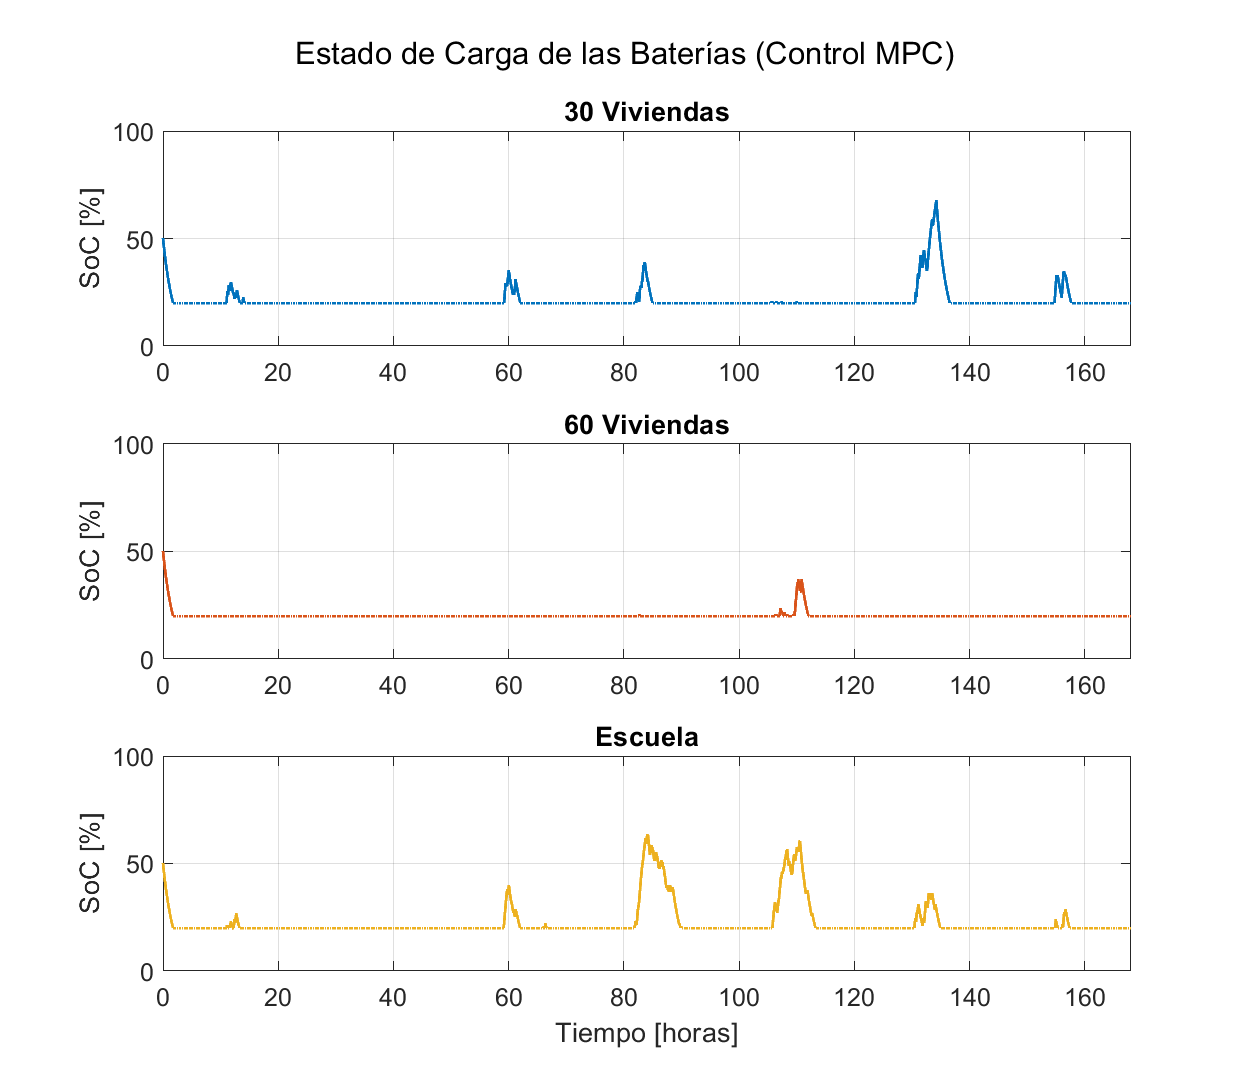 Estado de Carga de las Baterías (Control MPC)
30 Viviendas
SoC [%]
100
50
0
0 20 40 60 80 100 120 140 160
60 Viviendas
SoC [%]
100
50
0
0 20 40 60 80 100 120 140 160
Escuela
SoC [%]
100
50
0
0 20 40 60 80 100 120 140 160
Tiempo [horas]